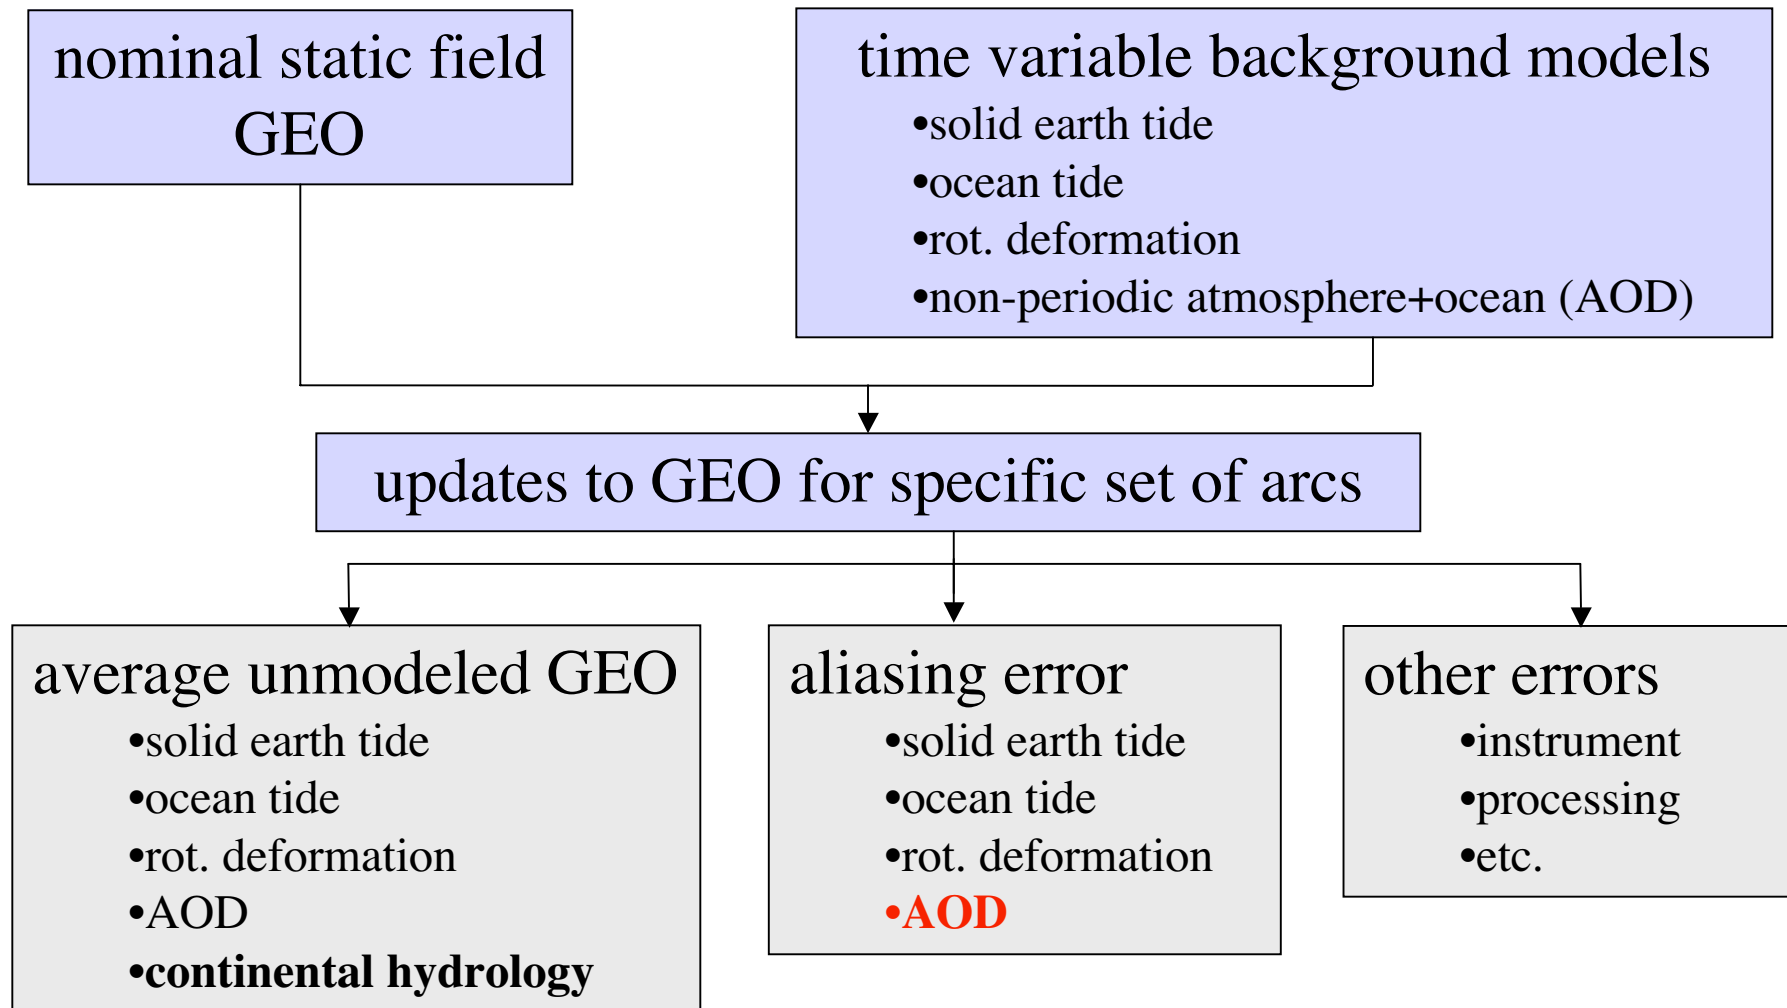 nominal static field
GEO
time variable background models
•solid earth tide
•ocean tide
•rot. deformation
•non-periodic atmosphere+ocean (AOD)
updates to GEO for specific set of arcs
average unmodeled GEO
•solid earth tide
•ocean tide
•rot. deformation
•AOD
•continental hydrology
aliasing error
•solid earth tide
•ocean tide
•rot. deformation
•AOD
other errors
•instrument
•processing
•etc.